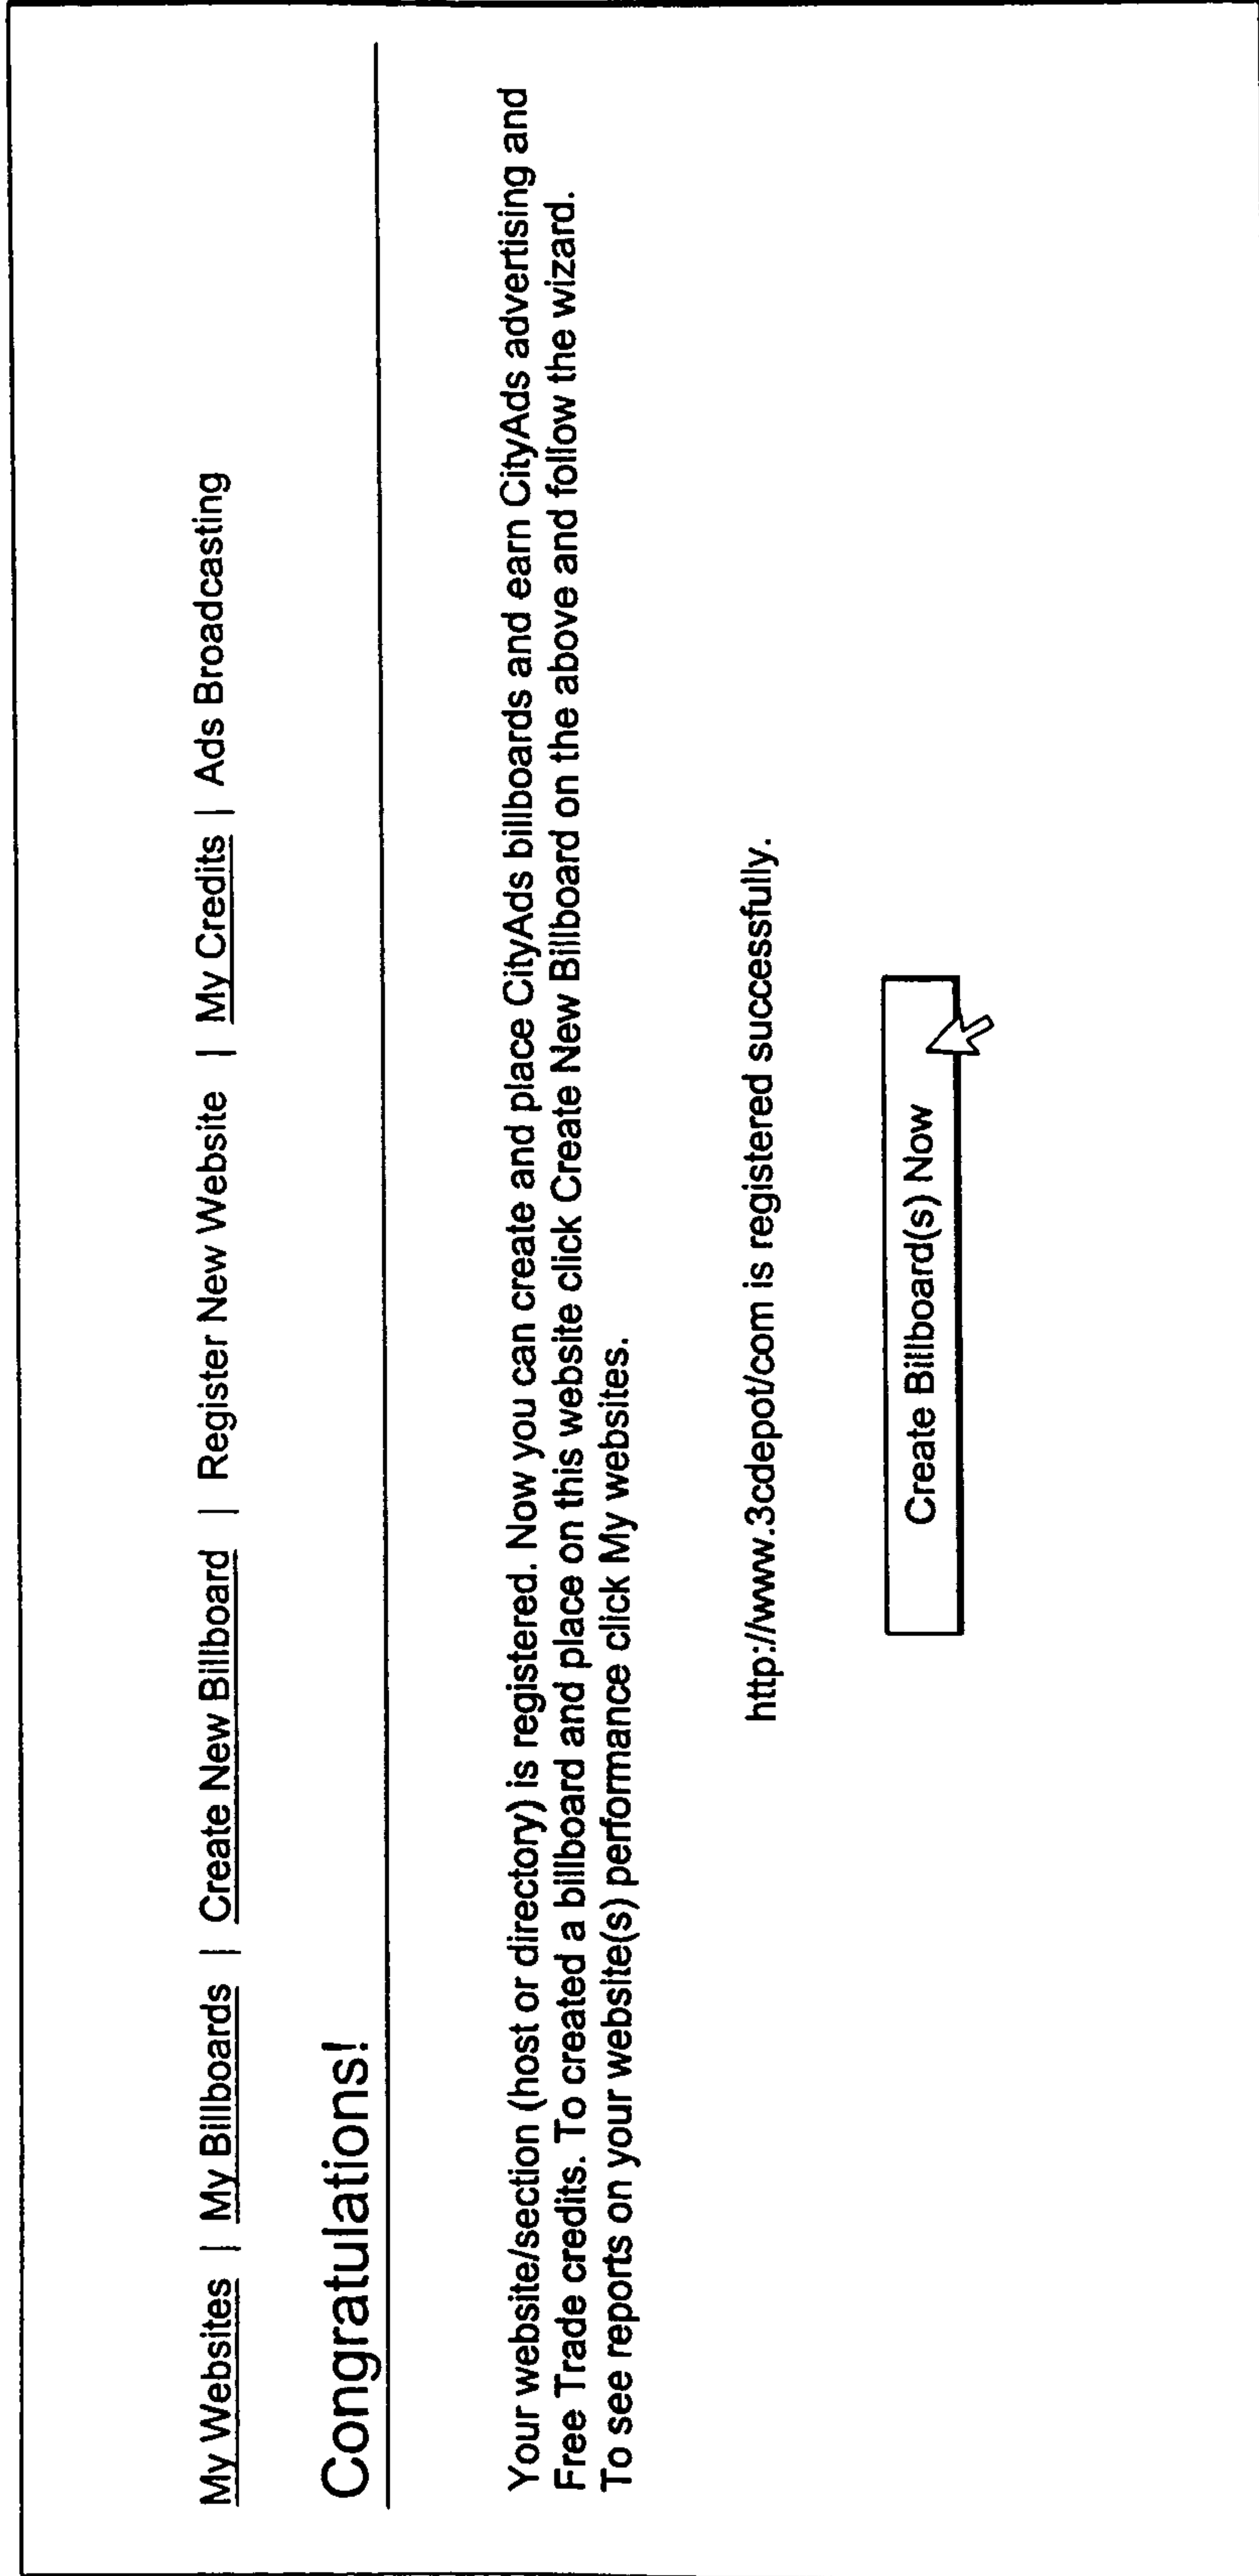 My Websites | My Billboards | Create New Billboard | Register New Website | My Credits | Ads Broadcasting
Congratulations!
Your website/section (host or directory) is registered. Now you can create and place CityAds billboards and earn CityAds advertising and
Free Trade credits. To created a billboard and place on this website click Create New Billboard on the above and follow the wizard.
To see reports on your website(s) performance click My websites.
http://www.3cdepot/com is registered successfully.
Create Billboard(s) Now